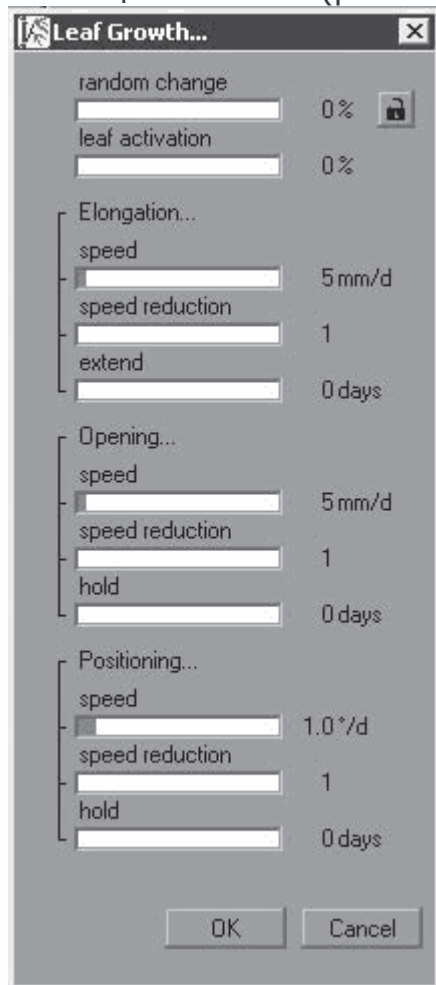 Leaf Growth...
random change
0%
leaf activation
0%
Elongation...
speed
5 mm/d
speed reduction
1
extend
0 days
Opening...
speed
5 mm/d
speed reduction
1
hold
0 days
Positioning...
speed
1.0°/d
speed reduction
1
hold
0 days
OK Cancel